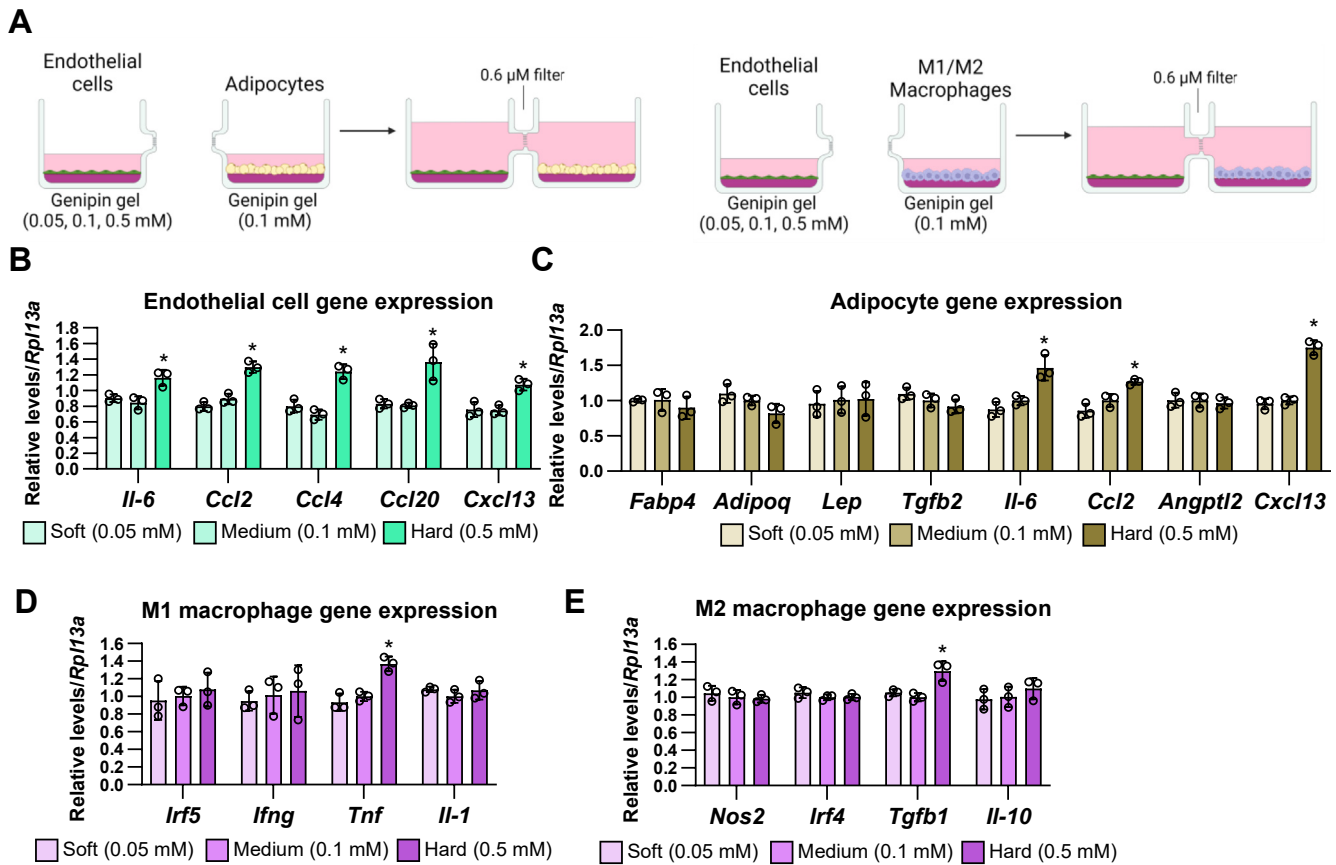 A
Endothelial
cells
Adipocytes
0.6 µM filter
Genipin gel
(0.05, 0.1, 0.5 mM)
Genipin gel
(0.1 mM)
Endothelial
cells
M1/M2
Macrophages
0.6 µM filter
Genipin gel
(0.05, 0.1, 0.5 mM)
Genipin gel
(0.1 mM)
B
Endothelial cell gene expression
Relative levels/Rpl13a
1.8
1.6
1.4
1.2
1.0
0.8
0.6
0.4
0.2
0.0
* * * * *
Il-6 Ccl2 Ccl4 Ccl20 Cxcl13
Soft (0.05 mM) Medium (0.1 mM) Hard (0.5 mM)
C
Adipocyte gene expression
Relative levels/Rpl13a
2.0
1.5
1.0
0.5
0.0
* * *
Fabp4 Adipoq Lep Tgfb2 Il-6 Ccl2 Angptl2 Cxcl13
Soft (0.05 mM) Medium (0.1 mM) Hard (0.5 mM)
D
M1 macrophage gene expression
Relative levels/Rpl13a
1.6
1.4
1.2
1.0
0.8
0.6
0.4
0.2
0.0
*
Irf5 Ifng Tnf Il-1
Soft (0.05 mM) Medium (0.1 mM) Hard (0.5 mM)
E
M2 macrophage gene expression
Relative levels/Rpl13a
1.6
1.4
1.2
1.0
0.8
0.6
0.4
0.2
0.0
*
Nos2 Irf4 Tgfb1 Il-10
Soft (0.05 mM) Medium (0.1 mM) Hard (0.5 mM)